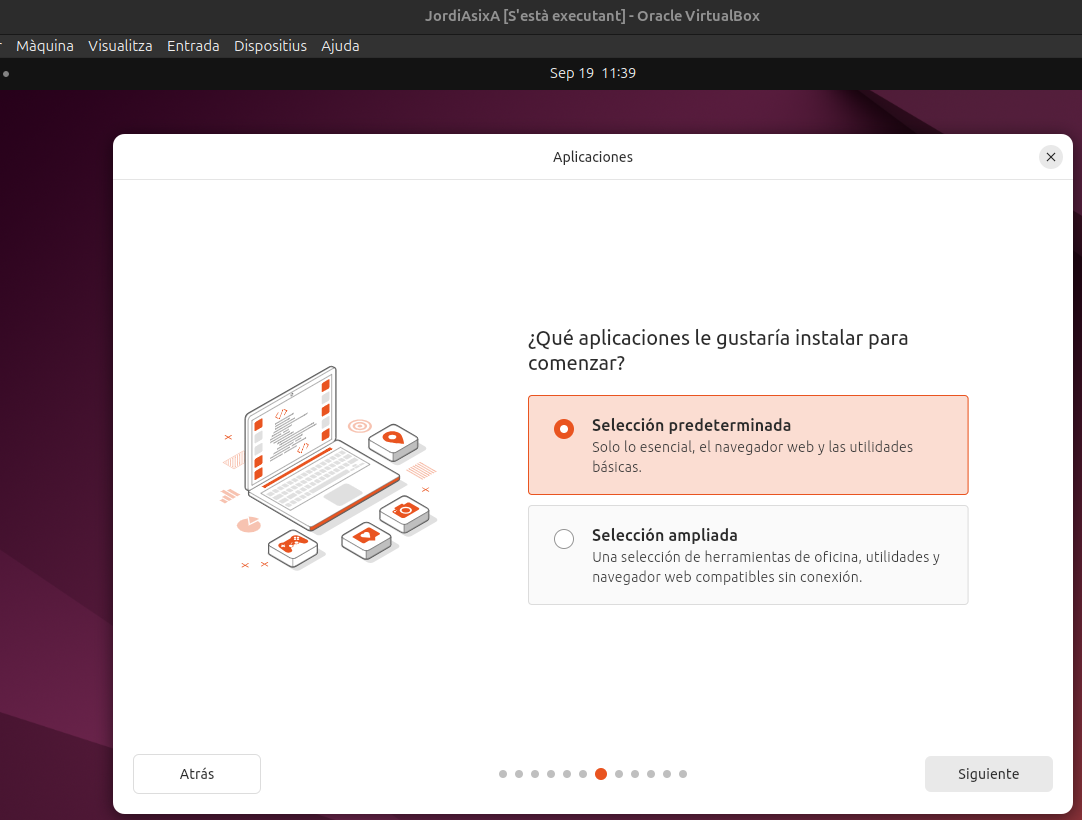 JordiAsixA [S'està executant] - Oracle VirtualBox
Màquina Visualitza Entrada Dispositius Ajuda
Sep 19 11:39
Aplicaciones
¿Qué aplicaciones le gustaría instalar para
comenzar?
Selección predeterminada
Solo lo esencial, el navegador web y las utilidades
básicas.
Selección ampliada
Una selección de herramientas de oficina, utilidades y
navegador web compatibles sin conexión.
Atrás
Siguiente